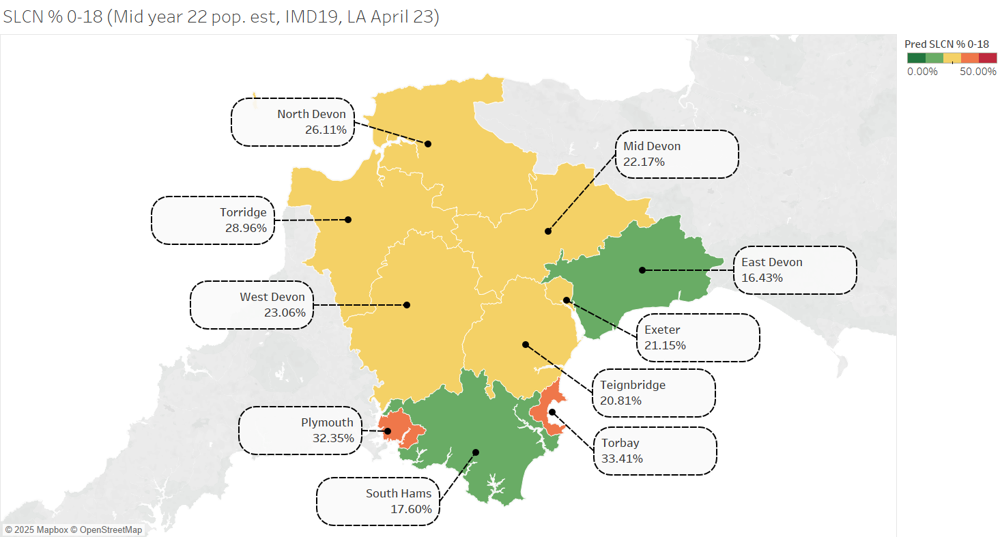 SLCN % 0-18 (Mid year 22 pop. est, IMD19, LA April 23)
Pred SLCN % 0-18
0.00% 50.00%
North Devon
26.11%
Mid Devon
22.17%
Torridge
28.96%
East Devon
16.43%
West Devon
23.06%
Exeter
21.15%
Teignbridge
20.81%
Plymouth
32.35%
Torbay
33.41%
South Hams
17.60%
© 2025 Mapbox © OpenStreetMap